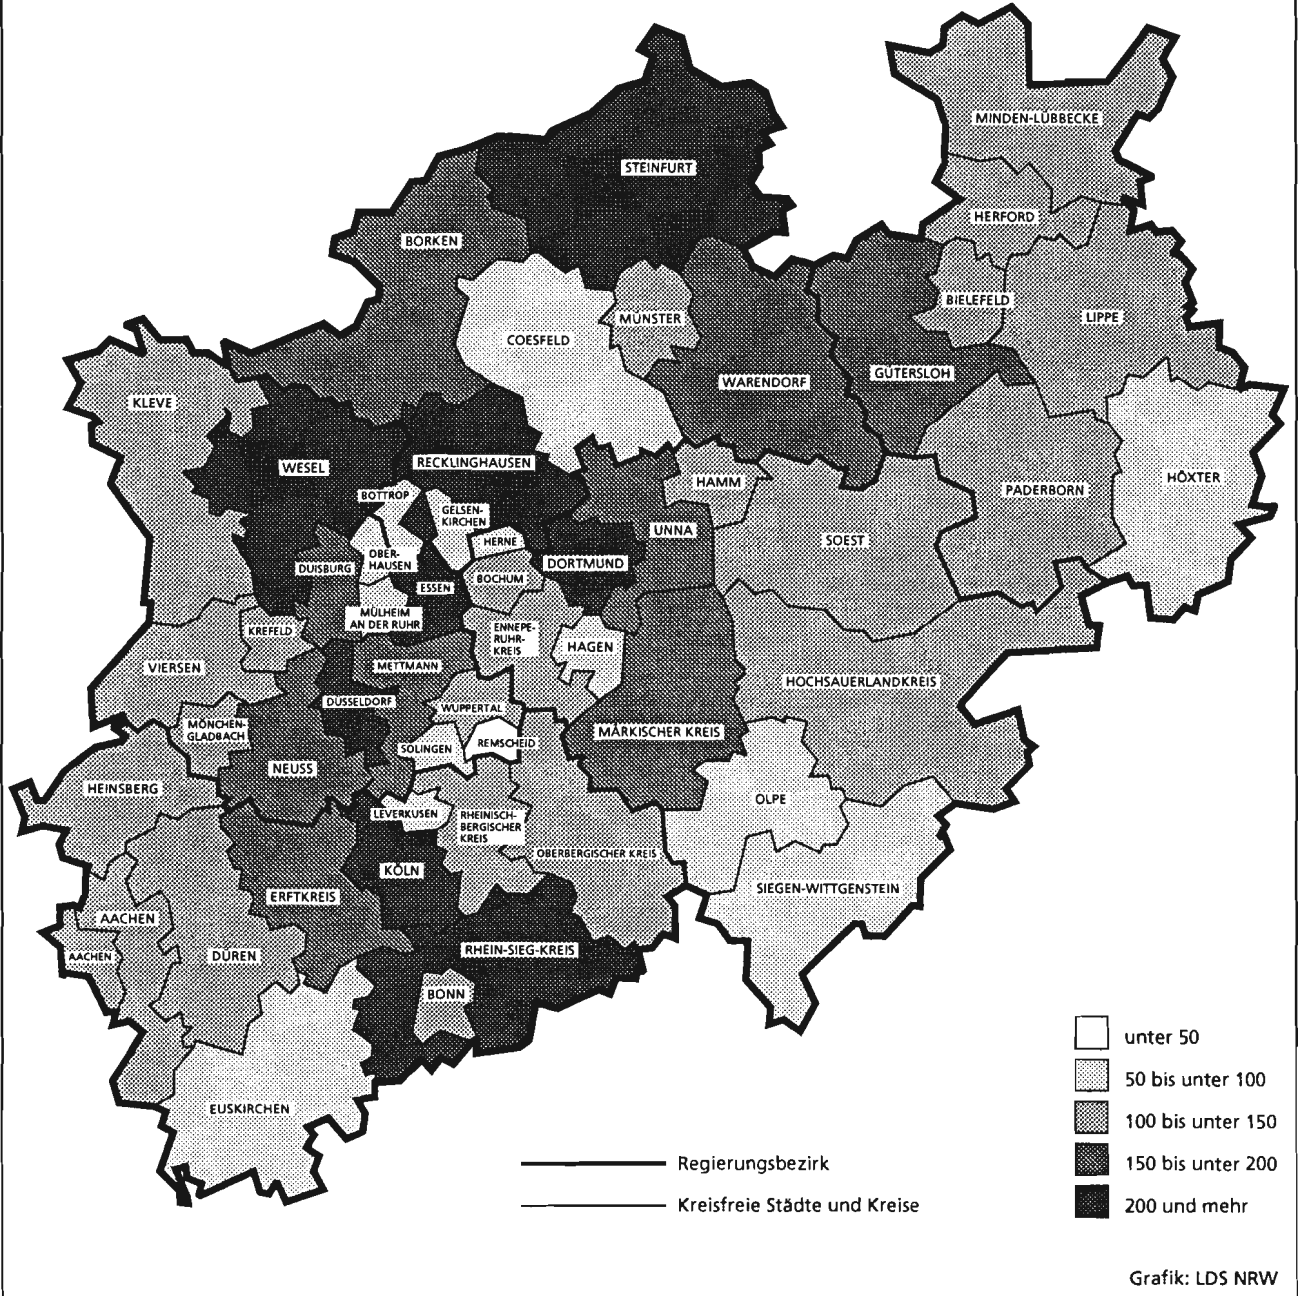 MINDEN-LÜBBECKE
STEINFURT
HERFORD
BORKEN
BIELEFELD
LIPPE
MÜNSTER
COESFELD
GÜTERSLOH
WARENDORF
KLEVE
WESEL
RECKLINGHAUSEN
HAMM
HÖXTER
PADERBORN
BOTTROP
GELSEN-
KIRCHEN
UNNA
SOEST
HERNE
OBER-
HAUSEN
DORTMUND
DUISBURG
BOCHUM
ESSEN
MÜLHEIM
AN DER RUHR
KREFELD
ENNEPE-
RUHR-
KREIS
HAGEN
VIERSEN
METTMANN
HOCHSAUERLANDKREIS
DÜSSELDORF
WUPPERTAL
MÖNCHEN-
GLADBACH
MÄRKISCHER KREIS
SOLINGEN
REMSCHEID
NEUSS
HEINSBERG
OLPE
LEVERKUSEN
RHEINISCH-
BERGISCHER
KREIS
OBERBERGISCHER KREIS
KÖLN
SIEGEN-WITTGENSTEIN
ERFTKREIS
AACHEN
RHEIN-SIEG-KREIS
AACHEN
DÜREN
BONN
EUSKIRCHEN
unter 50
50 bis unter 100
100 bis unter 150
150 bis unter 200
200 und mehr
Regierungsbezirk
Kreisfreie Städte und Kreise
Grafik: LDS NRW